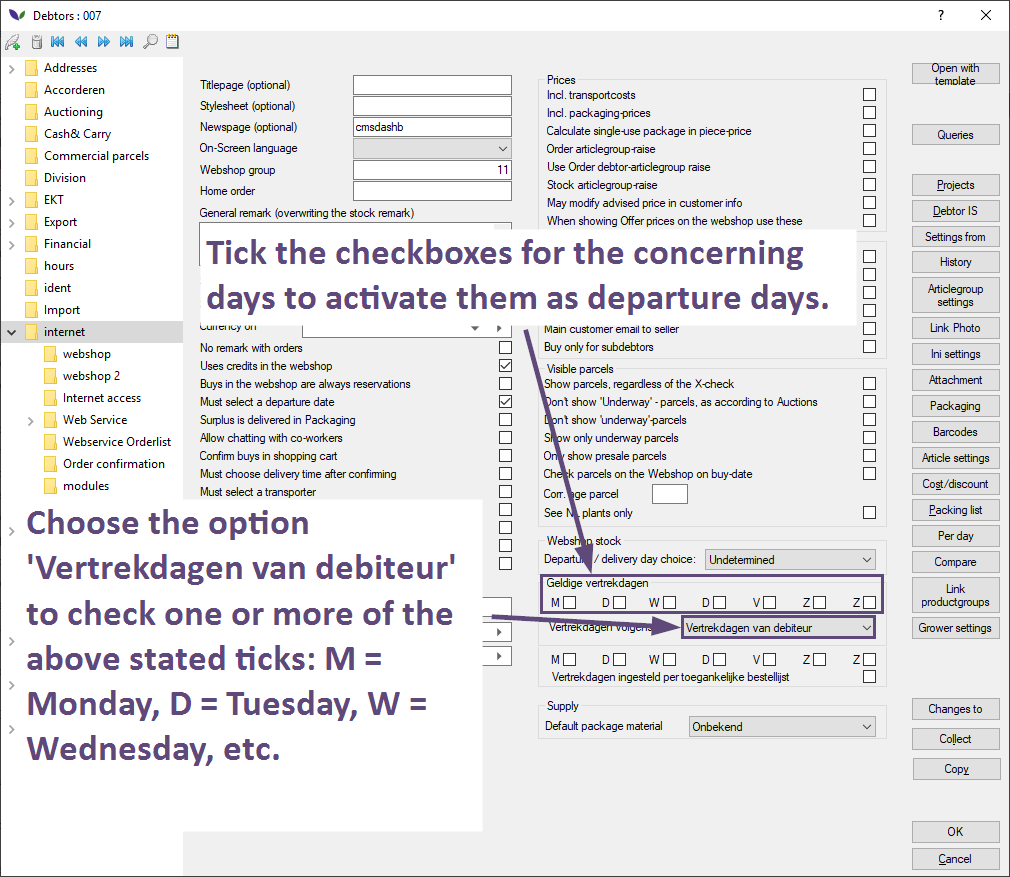 Debtors : 007
?
Addresses
Accorderen
Auctioning
Cash& Carry
Commercial parcels
Division
EKT
Export
Financial
hours
ident
Import
internet
webshop
webshop 2
Internet access
Web Service
Webservice Orderlist
Order confirmation
modules
Titlepage (optional)
Stylesheet (optional)
Newspage (optional) cmsdashb
On-Screen language
Webshop group 11
Home order
General remark (overwriting the stock remark)
Tick the checkboxes for the concerning
days to activate them as departure days.
No remark with orders
Uses credits in the webshop
Buys in the webshop are always reservations
Must select a departure date
Surplus is delivered in Packaging
Allow chatting with co-workers
Confirm buys in shopping cart
Must choose delivery time after confirming
Must select a transporter
Choose the option
'Vertrekdagen van debiteur'
to check one or more of the
above stated ticks: M =
Monday, D = Tuesday, W =
Wednesday, etc.
Prices
Incl. transportcosts
Incl. packaging-prices
Calculate single-use package in piece-price
Order articlegroup-raise
Use Order debtor-articlegroup raise
Stock articlegroup-raise
May modify advised price in customer info
When showing Offer prices on the webshop use these
Main customer email to seller
Buy only for subdebtors
Visible parcels
Show parcels, regardless of the X-check
Don't show 'Underway' - parcels, as according to Auctions
Don't show 'underway'-parcels
Show only underway parcels
Only show presale parcels
Check parcels on the Webshop on buy-date
parcel
See plants only
Webshop stock
/ delivery day choice: Undetermined
Geldige vertrekdagen
M D W D V Z Z
Vertrekdagen Vertrekdagen van debiteur
M D W D V Z Z
Vertrekdagen ingesteld per toegankelijke bestellijst
Supply
Default package material Onbekend
Open with
template
Queries
Projects
Debtor IS
Settings from
History
Articlegroup
settings
Link Photo
Ini settings
Attachment
Packaging
Barcodes
Article settings
Cost/discount
Packing list
Per day
Compare
Link
productgroups
Grower settings
Changes to
Collect
Copy
OK
Cancel